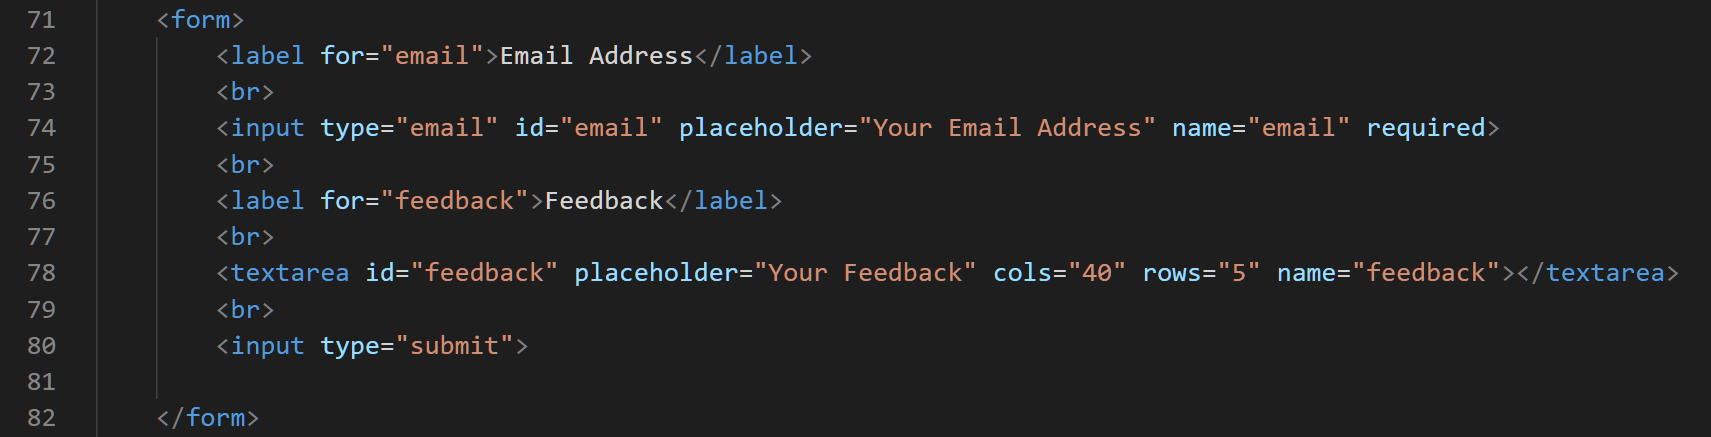 71 <form>
72 <label for="email">Email Address</label>
73 <br>
74 <input type="email" id="email" placeholder="Your Email Address" name="email" required>
75 <br>
76 <label for="feedback">Feedback</label>
77 <br>
78 <textarea id="feedback" placeholder="Your Feedback" cols="40" rows="5" name="feedback"></textarea>
79 <br>
80 <input type="submit">
81
82 </form>